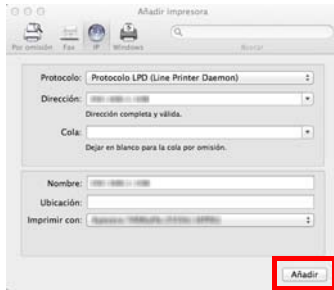 Añadir impresora
Por omisión Fax IP Windows Buscar
Protocolo: Protocolo LPD (Line Printer Daemon)
Dirección:
Dirección completa y válida.
Cola:
Dejar en blanco para la cola por omisión.
Nombre:
Ubicación:
Imprimir con:
Añadir